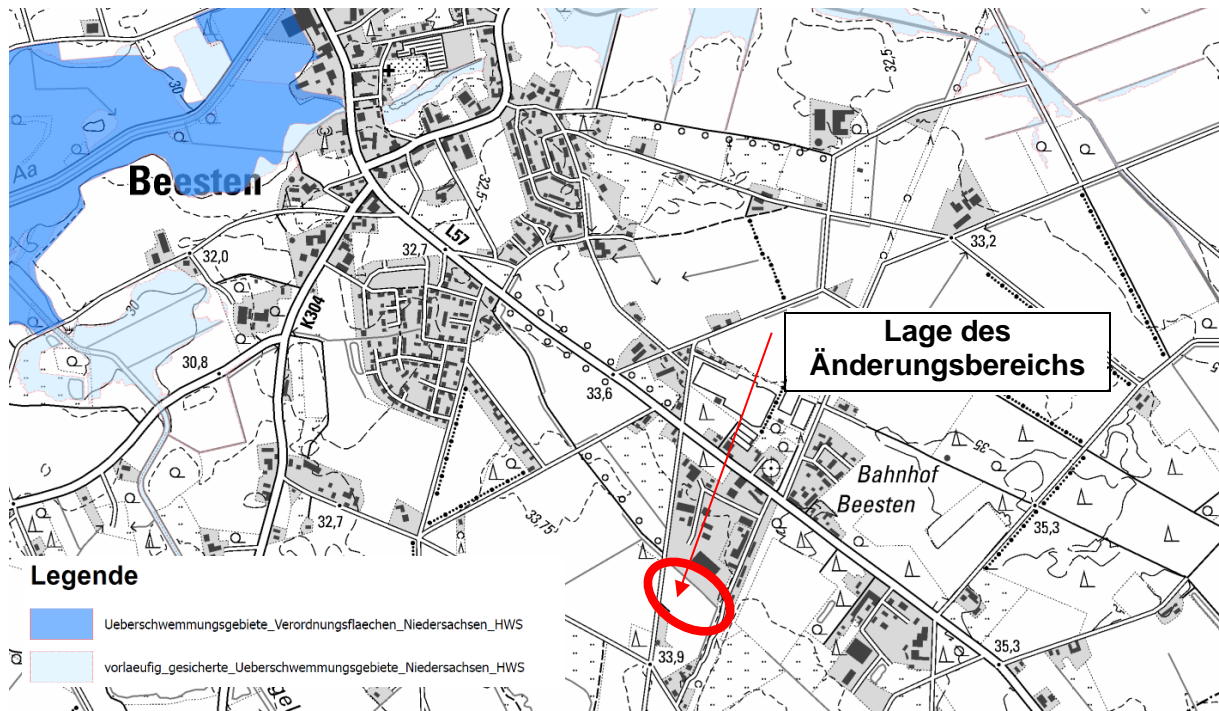 30
32,5
Aa
Beesten
32,5
L57
32,7
32,0
33,2
K304
30
Lage des
Änderungsbereichs
30,8
33,6
35
Bahnhof
Beesten
33,75
32,7
35,3
Legende
Ueberschwemmungsgebiete_Verordnungsflaechen_Niedersachsen_HWS
vorlaeufig_gesicherte_Ueberschwemmungsgebiete_Niedersachsen_HWS
33,9
35,3